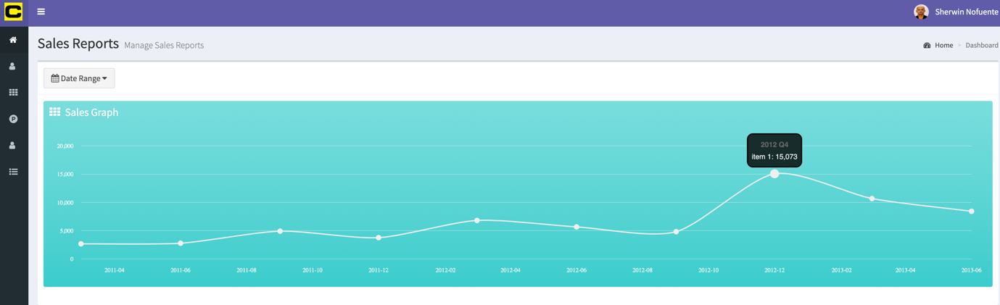 C
Sherwin Nofuente
Sales Reports Manage Sales Reports
Home > Dashboard
Date Range
Sales Graph
20,000
15,000
10,000
5,000
0
2012 Q4
item 1: 15,073
2011-04 2011-06 2011-08 2011-10 2011-12 2012-02 2012-04 2012-06 2012-08 2012-10 2012-12 2013-02 2013-04 2013-06
P